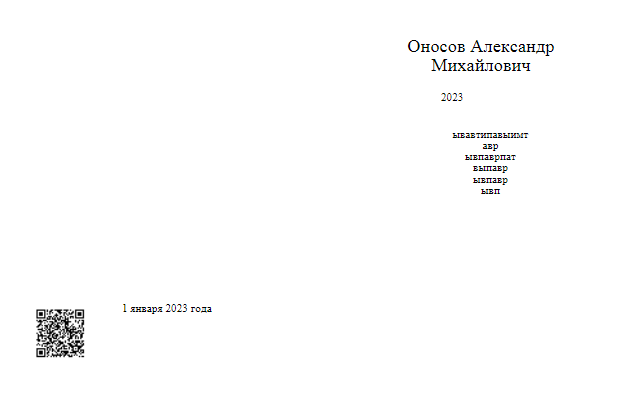 Оносов Александр
Михайлович
2023
ывавтипавыимт
авр
ывпаврпат
выпавр
ывпавр
ывп
1 января 2023 года